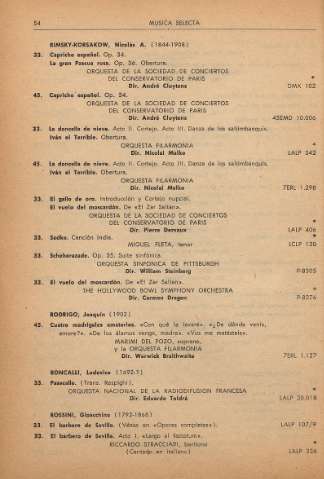 54 MUSICA SELECTA
RIMSKY-KORSAKOW, Nicolás A. (1844-1908)
33. Capricho español. Op. 34.
La gran Pascua rusa. Op. 36. Obertura.
ORQUESTA DE LA SOCIEDAD DE CONCIERTOS
DEL CONSERVATORIO DE PARIS *
Dir. André Cluytens DMX 102
45. Capricho español. Op. 34.
ORQUESTA DE LA SOCIEDAD DE CONCIERTOS
DEL CONSERVATORIO DE PARIS *
Dir. André Cluytens 45EMD 10.006
33. La doncella de nieve. Acto II. Cortejo. Acto III. Danza de los saltimbanquis.
Iván el Terrible. Obertura.
ORQUESTA FILARMONIA *
Dir. Nicolai Malko LALP 342
45. La doncella de nieve. Acto II. Cortejo. Acto III. Danza de los saltimbanquis.
Iván el Terrible. Obertura.
ORQUESTA FILARMONIA
Dir. Nicolai Malko 7ERL 1.298
33. El gallo de oro. Introducción y Cortejo nupcial.
El vuelo del moscardón. De «El Zar Saltán».
ORQUESTA DE LA SOCIEDAD DE CONCIERTOS
DEL CONSERVATORIO DE PARIS *
Dir. Pierre Dervaux LALP 406
33. Sadko. Canción India. *
MIGUEL FLETA, tenor LCLP 130
33. Scheherazade. Op. 35. Suite sinfónica.
ORQUESTA SINFONICA DE PITTSBURGH *
Dir. William Steinberg P-8305
33. El vuelo del moscardón. De «El Zar Saltán».
THE HOLLYWOOD BOWL SYMPHONY ORCHESTRA *
Dir. Carmen Dragon P-8276
RODRIGO, Joaquín (1902)
45. Cuatro madrigales amatorios. «Con qué la lavaré». «¿De dónde venís,
amore?». «De los álamos vengo, madre». «Vos me matásteis».
MARIMI DEL POZO, soprano,
y la ORQUESTA FILARMONIA
Dir. Warwick Braithwaite 7ERL 1.127
RONCALLI, Ludovico (1692-?)
33. Pasacalle. (Trans. Respighi).
ORQUESTA NACIONAL DE LA RADIODIFUSION FRANCESA *
Dir. Eduardo Toldrá LALP 30.018
ROSSINI, Gioacchino (1792-1868)
33. El barbero de Sevilla. (Véase en «Operas completas»). LALP 107/9
33. El barbero de Sevilla. Acto I. «Largo al factotum». *
RICCARDO STRACCIARI, barítono
(Cantado en italiano) LALP 236